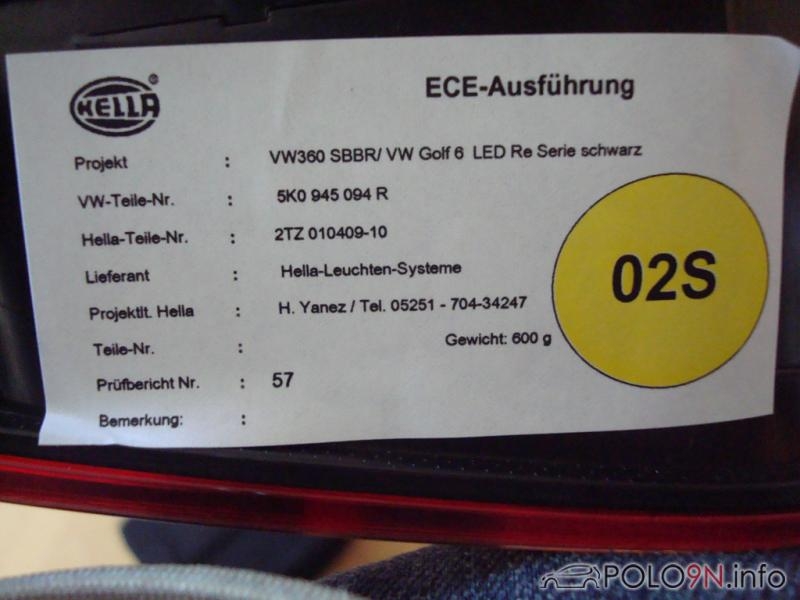 HELLA ®
ECE-Ausführung
Projekt : VW360 SBBR/ VW Golf 6 LED Re Serie schwarz
VW-Teile-Nr. : 5K0 945 094 R
Hella-Teile-Nr. : 2TZ 010409-10
Lieferant : Hella-Leuchten-Systeme
Projektlt. Hella : H. Yanez / Tel. 05251 - 704-34247
Teile-Nr. : Gewicht: 600 g
Prüfbericht Nr. : 57
Bemerkung: :
02S
POLO9N.info